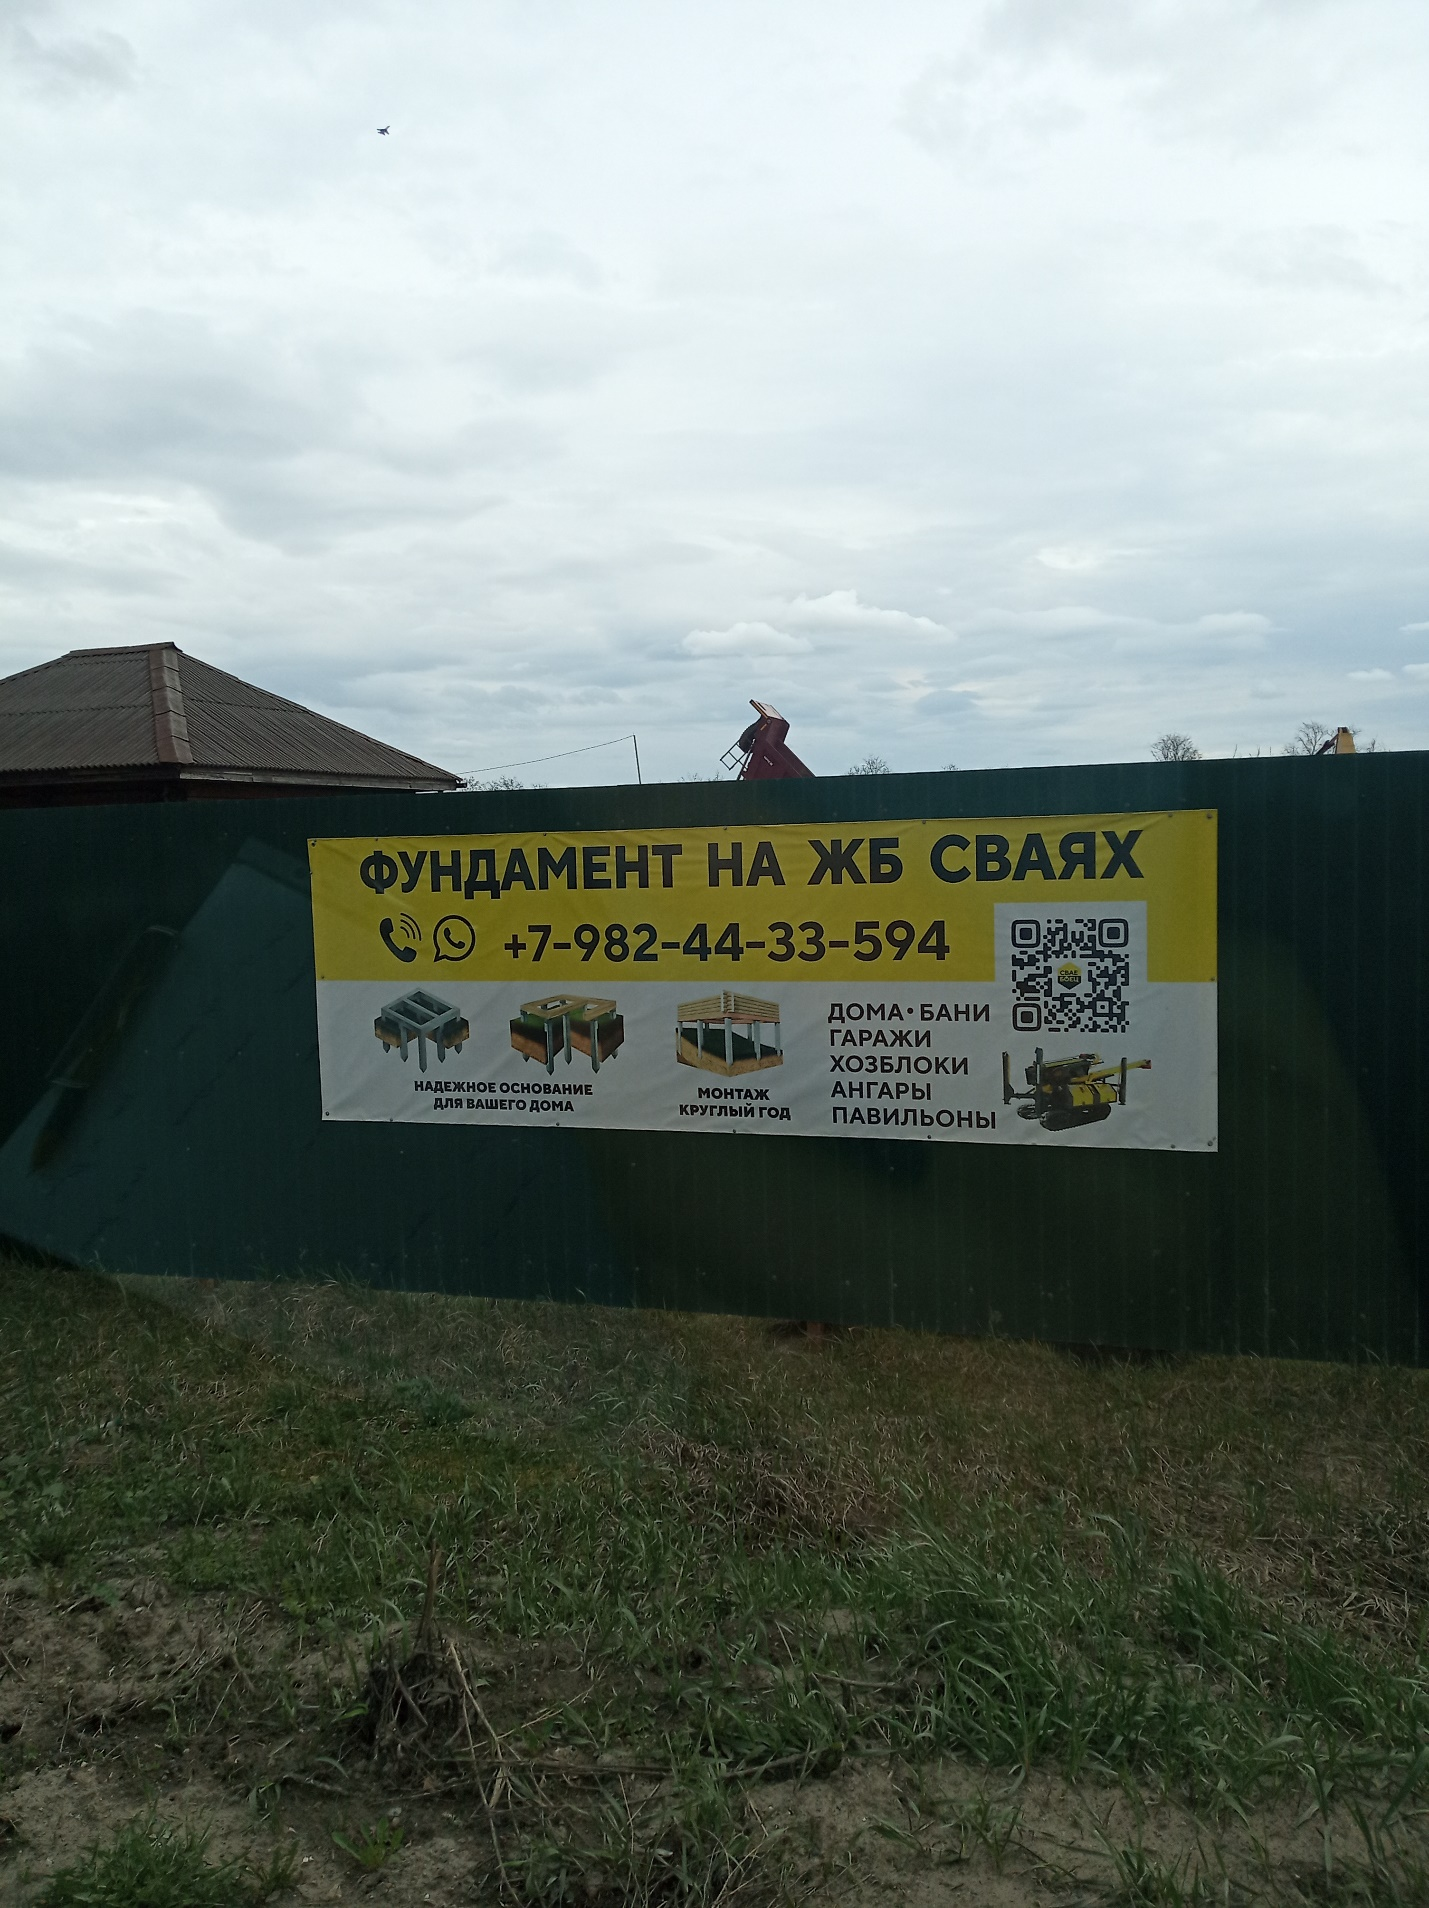 ФУНДАМЕНТ НА ЖБ СВАЯХ
+7-982-44-33-594
НАДЕЖНОЕ ОСНОВАНИЕ
ДЛЯ ВАШЕГО ДОМА
МОНТАЖ
КРУГЛЫЙ ГОД
ДОМА • БАНИ
ГАРАЖИ
ХОЗБЛОКИ
АНГАРЫ
ПАВИЛЬОНЫ
СВАЕ